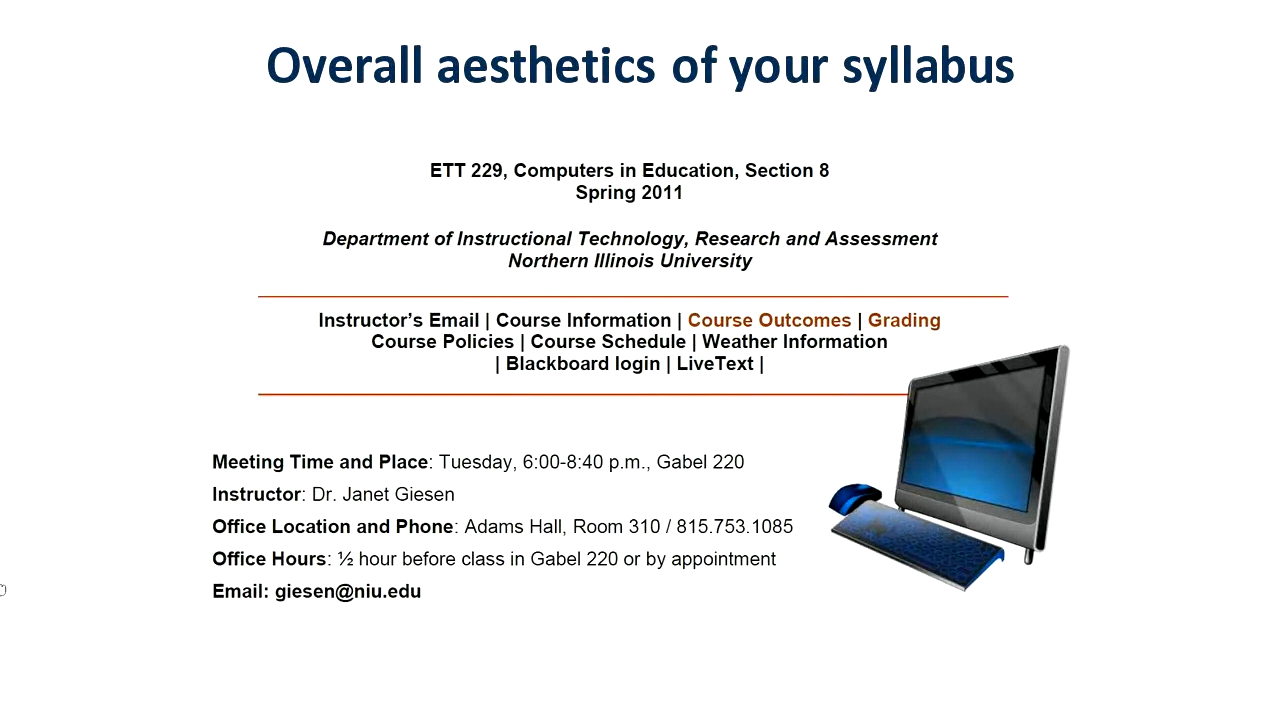 Overall aesthetics of your syllabus
ETT 229, Computers in Education, Section 8
Spring 2011
Department of Instructional Technology, Research and Assessment
Northern Illinois University
Instructor’s Email | Course Information | Course Outcomes | Grading
Course Policies | Course Schedule | Weather Information
| Blackboard login | LiveText |
Meeting Time and Place: Tuesday, 6:00-8:40 p.m., Gabel 220
Instructor: Dr. Janet Giesen
Office Location and Phone: Adams Hall, Room 310 / 815.753.1085
Office Hours: ½ hour before class in Gabel 220 or by appointment
Email: giesen@niu.edu